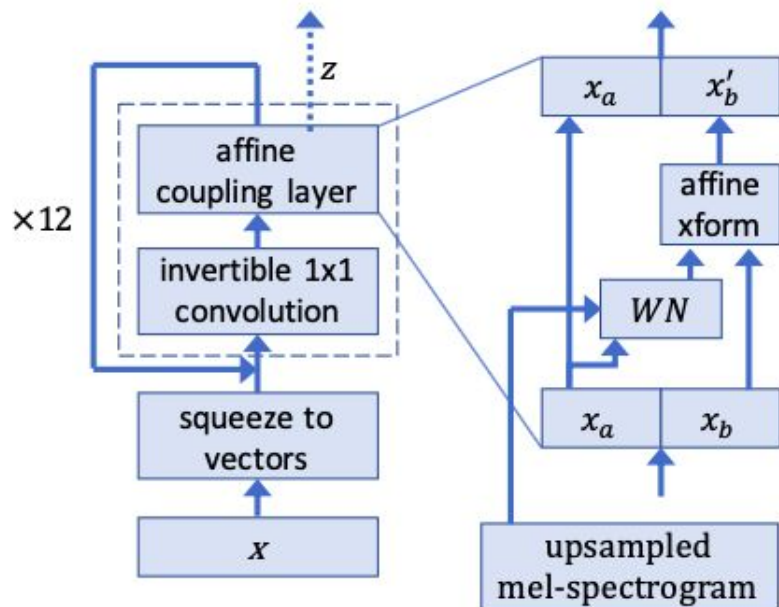 z
affine
coupling layer
×12
invertible 1x1
convolution
squeeze to
vectors
x
x_a
x_b'
affine
xform
WN
x_a
x_b
upsampled
mel-spectrogram